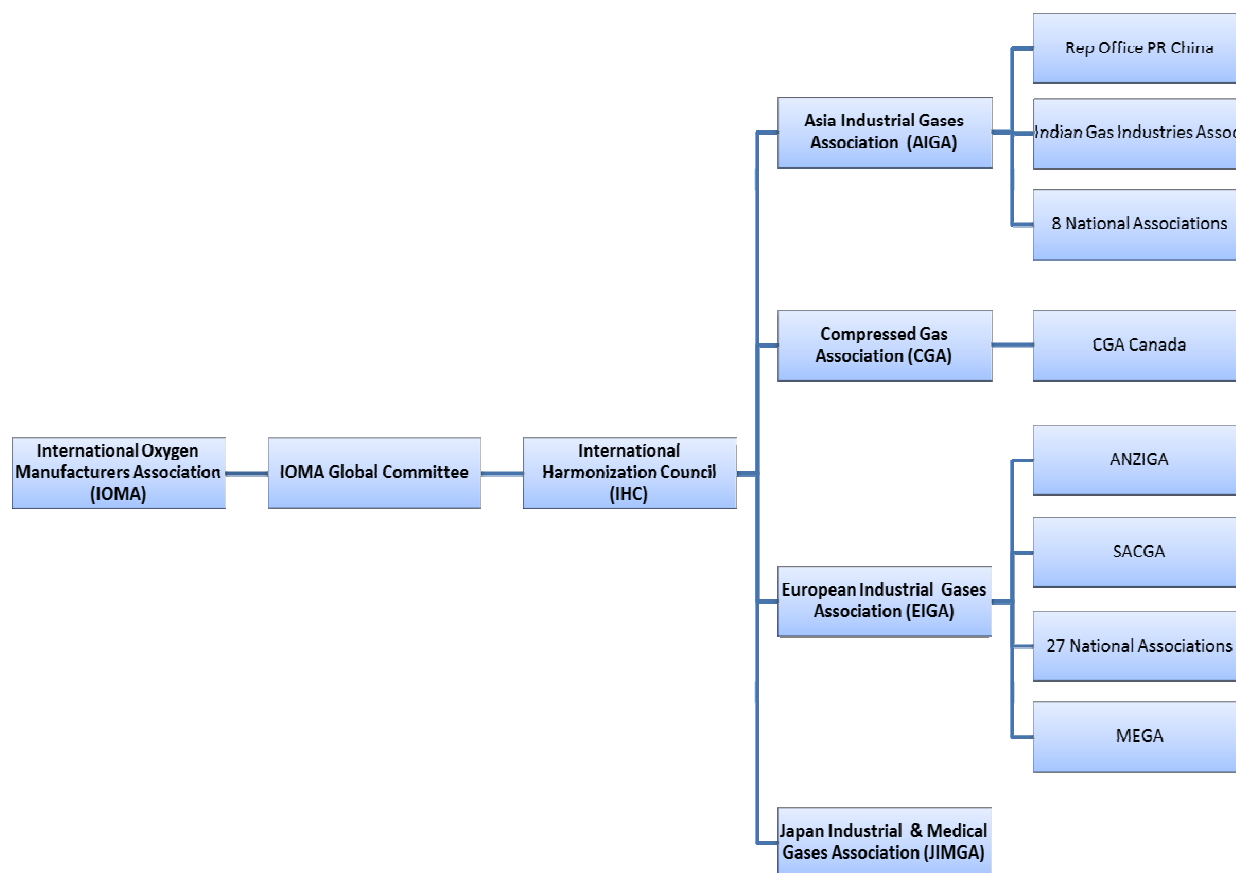 Rep Office PR China
Asia Industrial Gases
Association (AIGA)
Indian Gas Industries Assoc
8 National Associations
Compressed Gas
Association (CGA)
CGA Canada
International Oxygen
Manufacturers Association
(IOMA)
IOMA Global Committee
International
Harmonization Council
(IHC)
ANZIGA
SACGA
European Industrial Gases
Association (EIGA)
27 National Associations
MEGA
Japan Industrial & Medical
Gases Association (JIMGA)